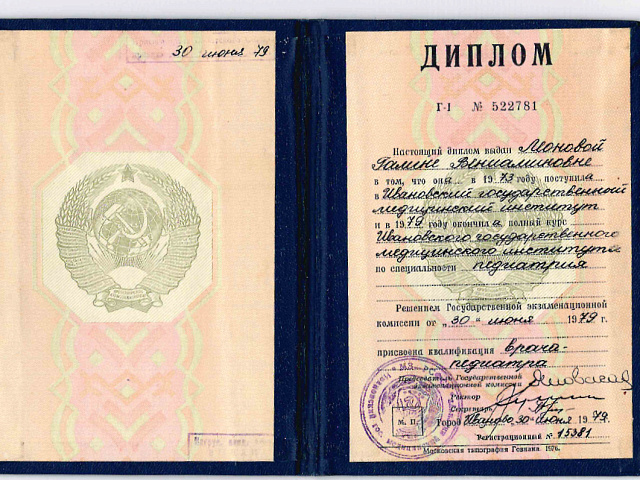 30 июня 79
ДИПЛОМ
Г-I № 522781
Настоящий диплом выдан Леоновой
Галине Вениаминовне
в том, что она в 1973 году поступила
в Ивановский государственный
медицинский институт
и в 1979 году окончила полный курс
Ивановского государственного
медицинского института
по специальности педиатрия
Решением Государственной экзаменационной
комиссии от „30" июня 1979 г.
присвоена квалификация врача-
педиатра
Председатель Государственной
экзаменационной комиссии
Ректор
Секретарь
М. П.
Город Иваново, 30 июня 1979 г.
Регистрационный № 15381
Московская типография Гознака. 1976.